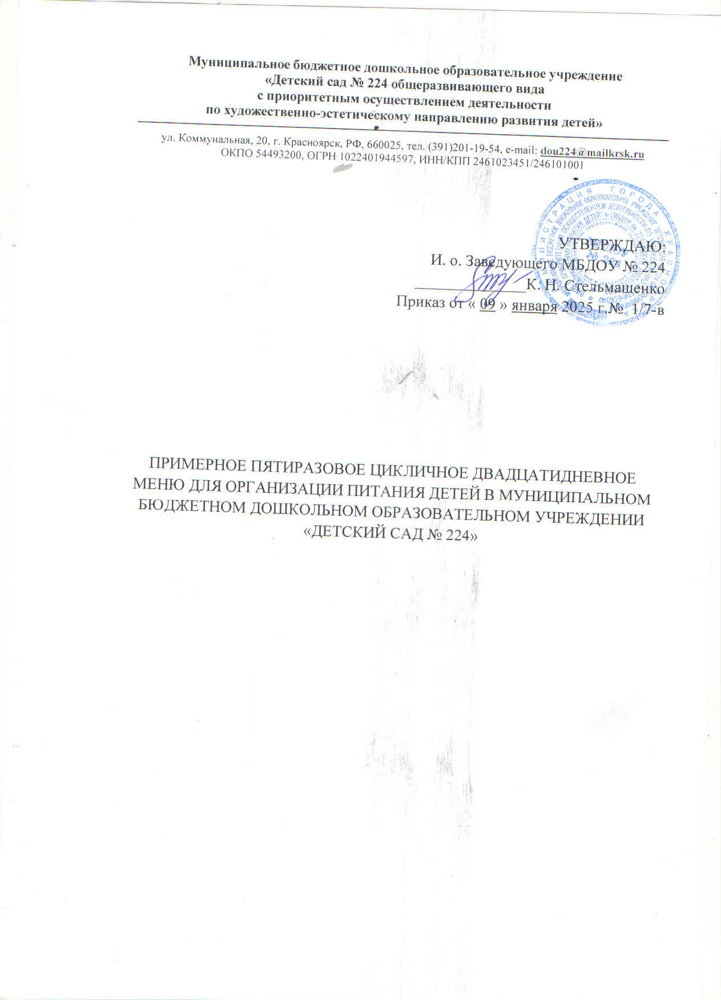 Муниципальное бюджетное дошкольное образовательное учреждение
«Детский сад № 224 общеразвивающего вида
с приоритетным осуществлением деятельности
по художественно-эстетическому направлению развития детей»
ул. Коммунальная, 20, г. Красноярск, РФ, 660025, тел. (391)201-19-54, e-mail: dou224@mailkrsk.ru
ОКПО 54493200, ОГРН 1022401944597, ИНН/КПП 2461023451/246101001
УТВЕРЖДАЮ:
И. о. Заведующего МБДОУ № 224
К. Н. Стельмащенко
Приказ от « 09 » января 2025 г.№ 1/7-в
ПРИМЕРНОЕ ПЯТИРАЗОВОЕ ЦИКЛИЧНОЕ ДВАДЦАТИДНЕВНОЕ
МЕНЮ ДЛЯ ОРГАНИЗАЦИИ ПИТАНИЯ ДЕТЕЙ В МУНИЦИПАЛЬНОМ
БЮДЖЕТНОМ ДОШКОЛЬНОМ ОБРАЗОВАТЕЛЬНОМ УЧРЕЖДЕНИИ
«ДЕТСКИЙ САД № 224»